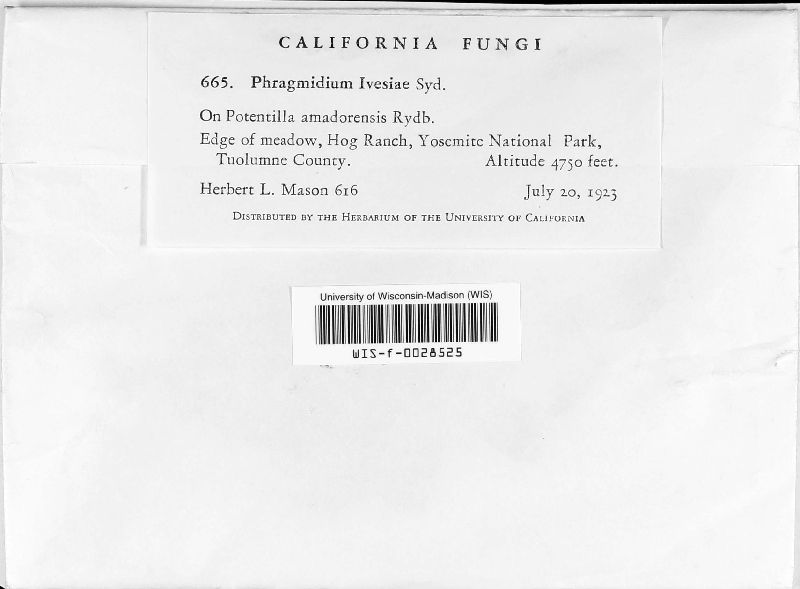 CALIFORNIA FUNGI
665. Phragmidium Ivesiae Syd.
On Potentilla amadorensis Rydb.
Edge of meadow, Hog Ranch, Yosemite National Park,
Tuolumne County. Altitude 4750 feet.
Herbert L. Mason 616 July 20, 1923
DISTRIBUTED BY THE HERBARIUM OF THE UNIVERSITY OF CALIFORNIA
University of Wisconsin-Madison (WIS)
WIS-f-0028525